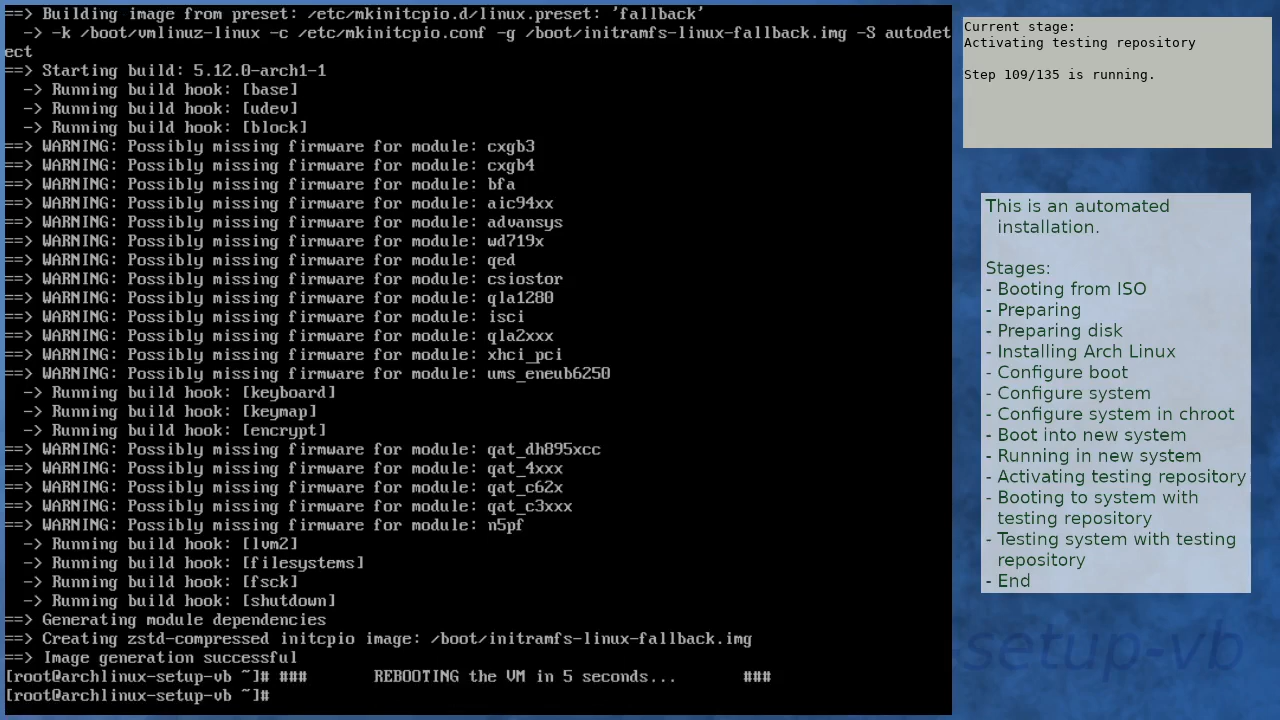 ==> Building image from preset: /etc/mkinitcpio.d/linux.preset: 'fallback'
  -> -k /boot/vmlinuz-linux -c /etc/mkinitcpio.conf -g /boot/initramfs-linux-fallback.img -S autodet
ect
==> Starting build: 5.12.0-arch1-1
  -> Running build hook: [base]
  -> Running build hook: [udev]
  -> Running build hook: [block]
==> WARNING: Possibly missing firmware for module: cxgb3
==> WARNING: Possibly missing firmware for module: cxgb4
==> WARNING: Possibly missing firmware for module: bfa
==> WARNING: Possibly missing firmware for module: aic94xx
==> WARNING: Possibly missing firmware for module: advansys
==> WARNING: Possibly missing firmware for module: wd719x
==> WARNING: Possibly missing firmware for module: qed
==> WARNING: Possibly missing firmware for module: csiostor
==> WARNING: Possibly missing firmware for module: qla1280
==> WARNING: Possibly missing firmware for module: isci
==> WARNING: Possibly missing firmware for module: qla2xxx
==> WARNING: Possibly missing firmware for module: xhci_pci
==> WARNING: Possibly missing firmware for module: ums_eneub6250
  -> Running build hook: [keyboard]
  -> Running build hook: [keymap]
  -> Running build hook: [encrypt]
==> WARNING: Possibly missing firmware for module: qat_dh895xcc
==> WARNING: Possibly missing firmware for module: qat_4xxx
==> WARNING: Possibly missing firmware for module: qat_c62x
==> WARNING: Possibly missing firmware for module: qat_c3xxx
==> WARNING: Possibly missing firmware for module: n5pf
  -> Running build hook: [lvm2]
  -> Running build hook: [filesystems]
  -> Running build hook: [fsck]
  -> Running build hook: [shutdown]
==> Generating module dependencies
==> Creating zstd-compressed initcpio image: /boot/initramfs-linux-fallback.img
==> Image generation successful
[root@archlinux-setup-vb ~]# ###       REBOOTING the VM in 5 seconds...       ###
[root@archlinux-setup-vb ~]#
Current stage:
Activating testing repository
Step 109/135 is running.
This is an automated
installation.
Stages:
- Booting from ISO
- Preparing
- Preparing disk
- Installing Arch Linux
- Configure boot
- Configure system
- Configure system in chroot
- Boot into new system
- Running in new system
- Activating testing repository
- Booting to system with
testing repository
- Testing system with testing
repository
- End
setup-vb